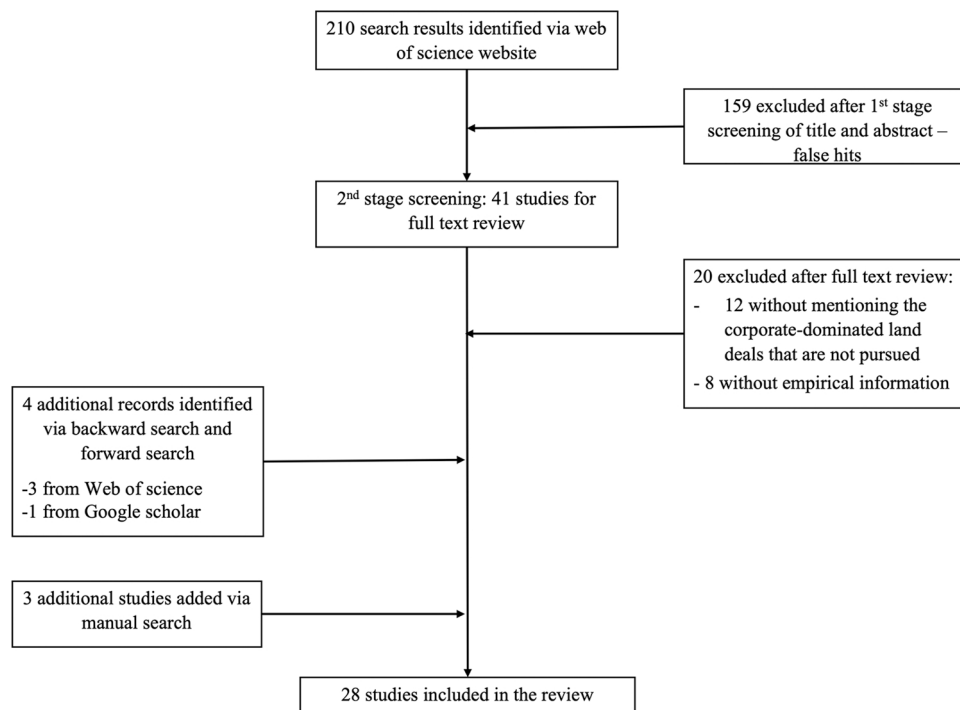 210 search results identified via web
of science website
159 excluded after 1st stage
screening of title and abstract –
false hits
2nd stage screening: 41 studies for
full text review
20 excluded after full text review:
- 12 without mentioning the
corporate-dominated land
deals that are not pursued
- 8 without empirical information
4 additional records identified
via backward search and
forward search
-3 from Web of science
-1 from Google scholar
3 additional studies added via
manual search
28 studies included in the review